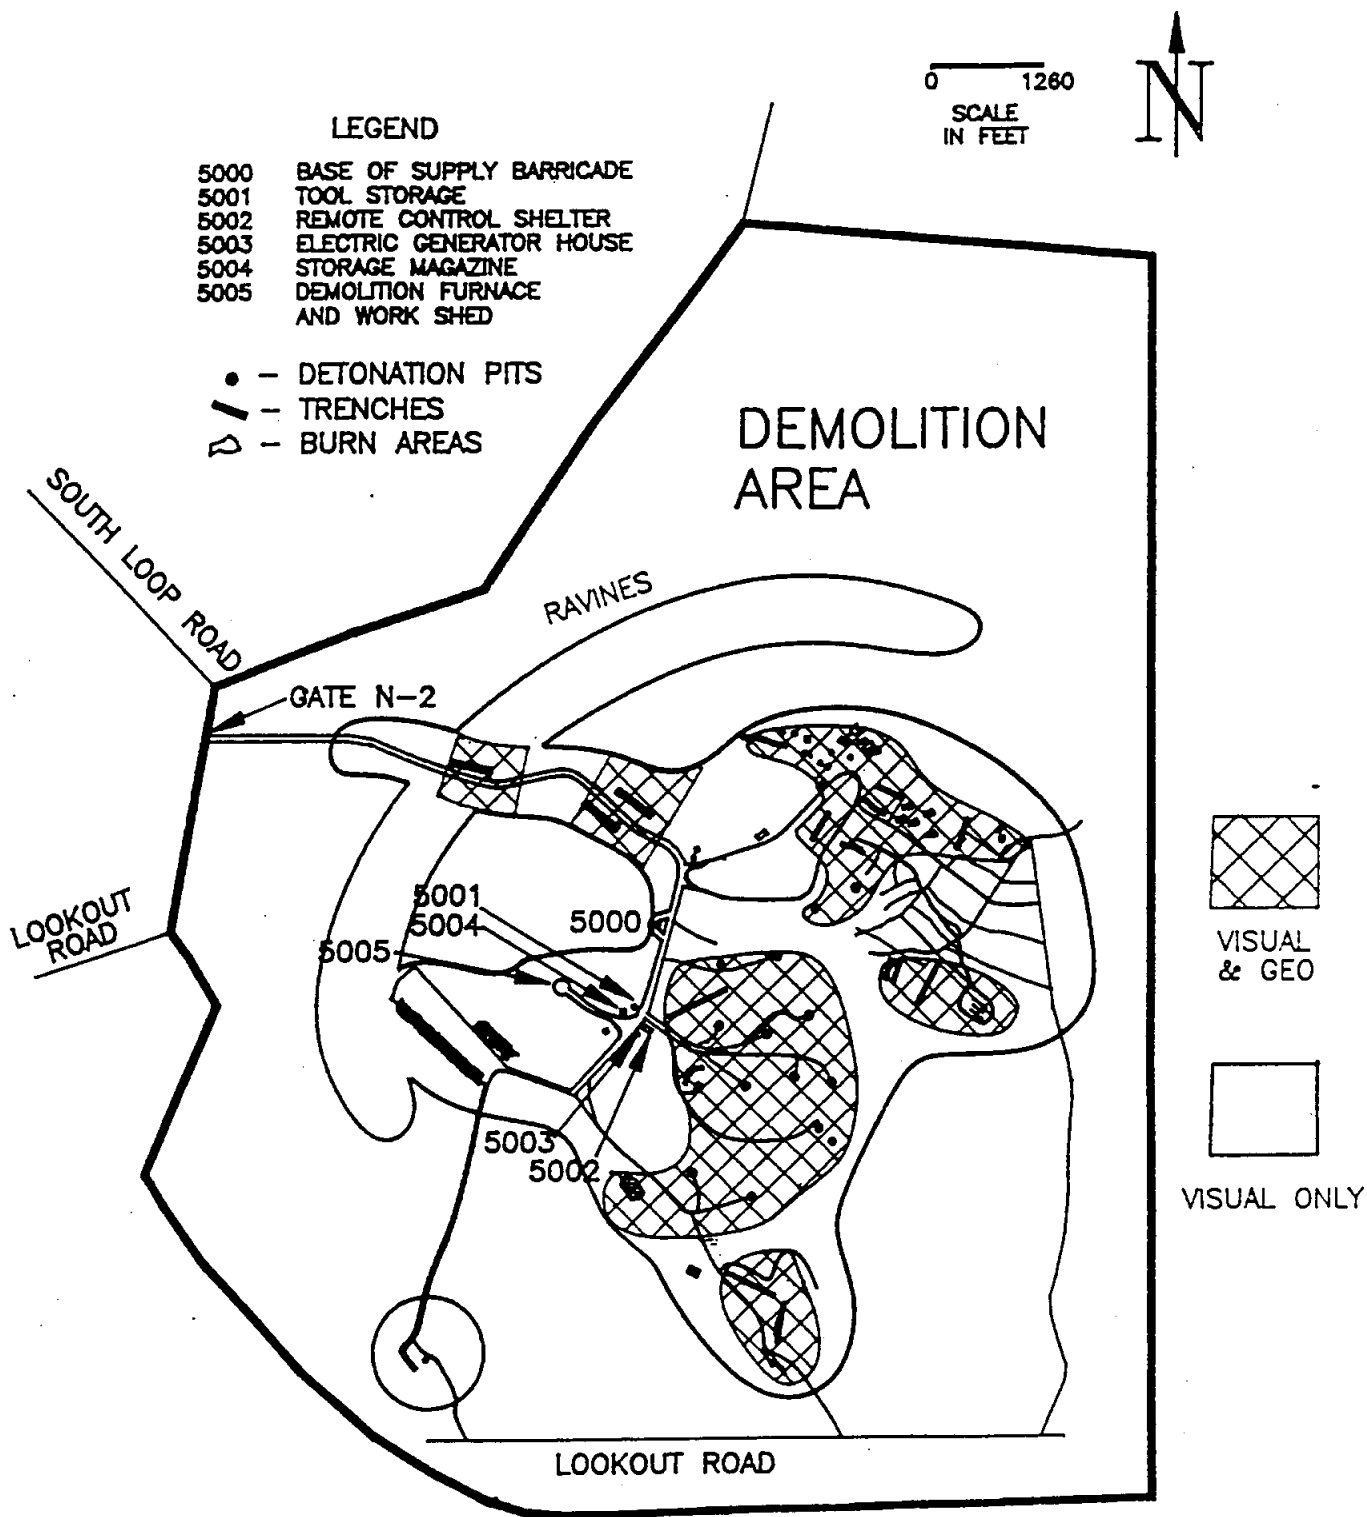 0 1260
SCALE
IN FEET
N
LEGEND
5000 BASE OF SUPPLY BARRICADE
5001 TOOL STORAGE
5002 REMOTE CONTROL SHELTER
5003 ELECTRIC GENERATOR HOUSE
5004 STORAGE MAGAZINE
5005 DEMOLITION FURNACE
AND WORK SHED
- DETONATION PITS
- TRENCHES
- BURN AREAS
DEMOLITION
AREA
SOUTH LOOP ROAD
RAVINES
GATE N-2
LOOKOUT
ROAD
5001
5004
5000
5005
VISUAL
& GEO
5003
5002
VISUAL ONLY
LOOKOUT ROAD